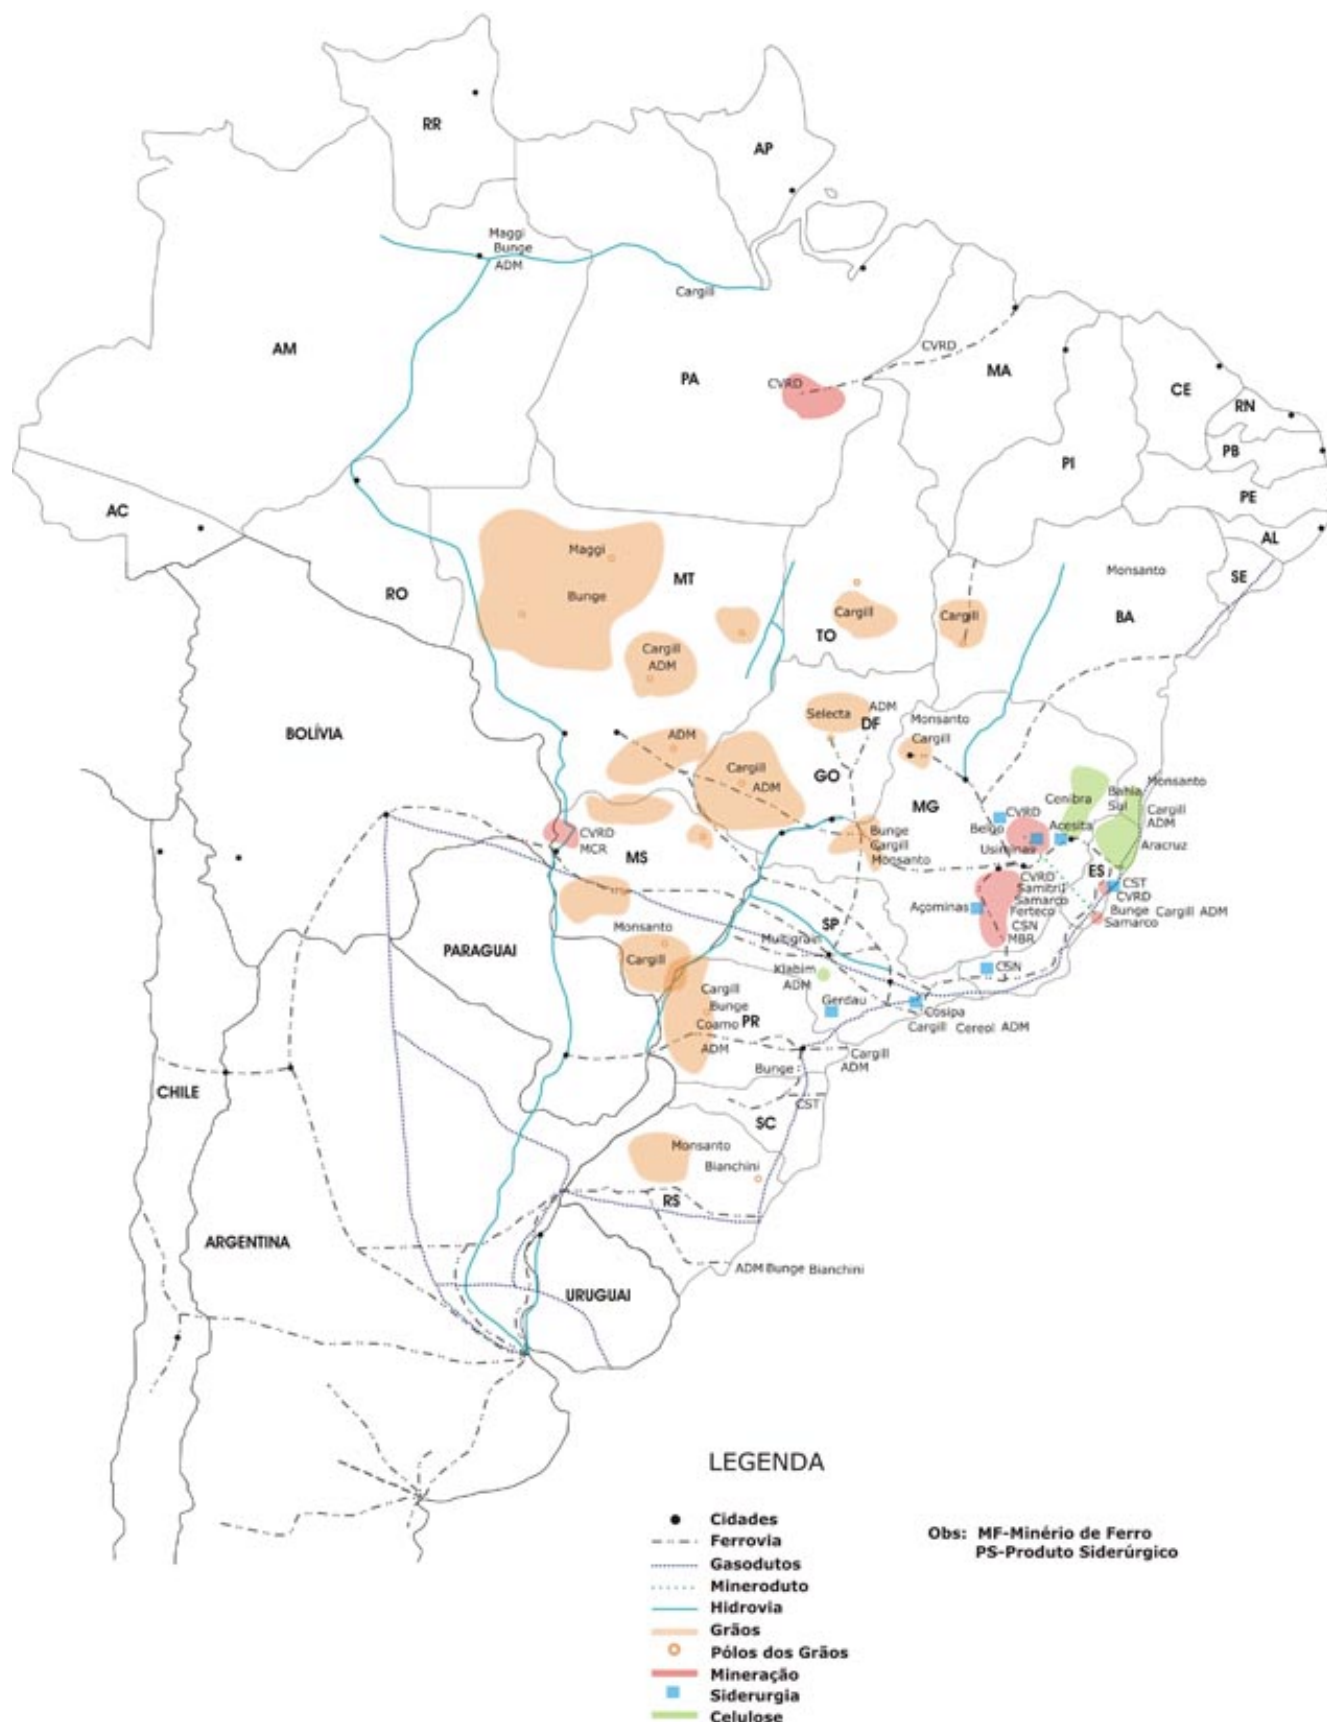 RR
AP
Maggi
Bunge
ADM
Cargill
AM
PA
CVRD
CVRD
MA
CE
RN
PB
PI
PE
AC
AL
SE
Maggi
MT
Monsanto
RO
Bunge
Cargill
Cargill
BA
TO
Cargill
ADM
Selecta
ADM
DF
Monsanto
BOLÍVIA
ADM
Cargill
Cargill
ADM
GO
MG
Cenibra
Bahia
Sul
Monsanto
Cargill
ADM
Aracruz
CVRD
Belgo
Acesita
Usiminas
CVRD
MCR
MS
Bunge
Cargill
Monsanto
ES
CVRD
Samitril
Samarco
Ferteco
CSN
MBR
CST
CVRD
Bunge
Cargill ADM
Samarco
Açominas
SP
Monsanto
Multigrain
PARAGUAI
Cargill
Klabim
ADM
CSN
Cargill
Bunge
Coamo
PR
ADM
Gerdau
Cosipa
Cargill Cereol ADM
Bunge
Cargill
ADM
CHILE
CST
SC
Monsanto
Bianchini
RS
ARGENTINA
ADM Bunge Bianchini
URUGUAI
LEGENDA
Cidades
Ferrovia
Gasodutos
Mineroduto
Hidrovia
Grãos
Pólos dos Grãos
Mineração
Siderurgia
Celulose
Obs: MF-Minério de Ferro
PS-Produto Siderúrgico